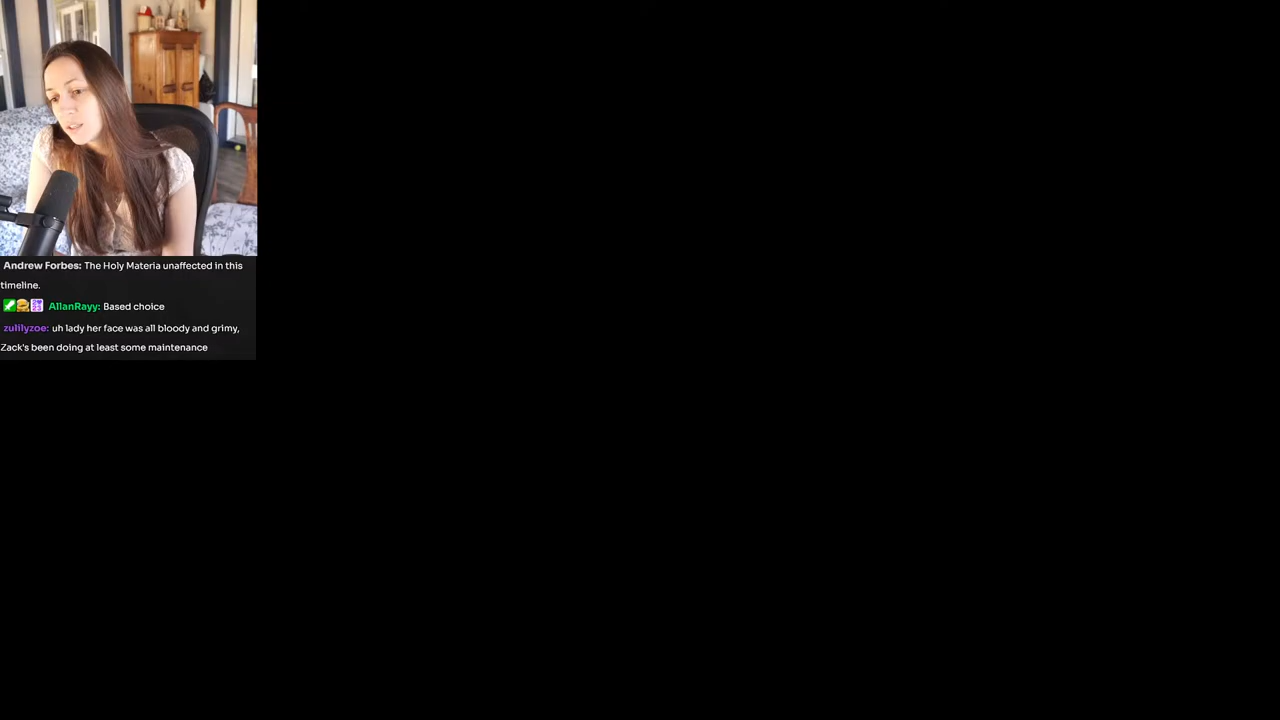 Andrew Forbes: The Holy Materia unaffected in this
timeline.
AllanRayy: Based choice
zulilyzoe: uh lady her face was all bloody and grimy,
Zack's been doing at least some maintenance